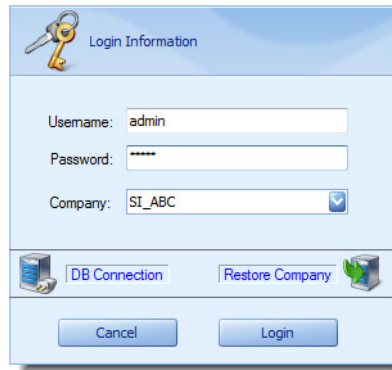 Login Information
Username: admin
Password: *****
Company: SI_ABC
DB Connection Restore Company
Cancel Login